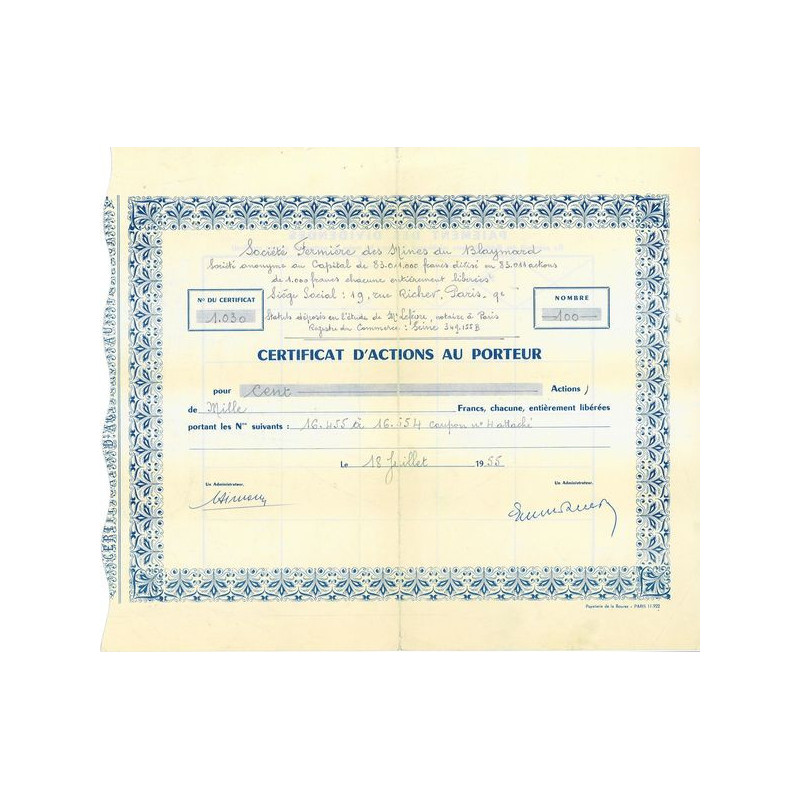 Société Fermière des Mines du Blaymard
Société anonyme au Capital de 83.011.000 francs divisé en 83.011 actions
de 1.000 francs chacune entièrement libérées
Siège Social : 19, rue Richer, Paris. 9e
N° DU CERTIFICAT
1.030
NOMBRE
100
Statuts déposés en l'étude de Me notaire à Paris
Registre du Commerce : Seine 349.155 B
CERTIFICAT D'ACTIONS AU PORTEUR
pour Cent Actions
de Mille Francs, chacune, entièrement libérées
portant les Nos suivants : 16.455 à 16.554 coupon n° 4 attaché
Le 18 Juillet 1955
Un Administrateur.
Un Administrateur.
Papeterie de la Bourse - PARIS 11.922